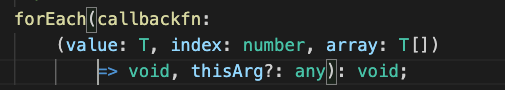 forEach(callbackfn:
(value: T, index: number, array: T[])
=> void, thisArg?: any): void;